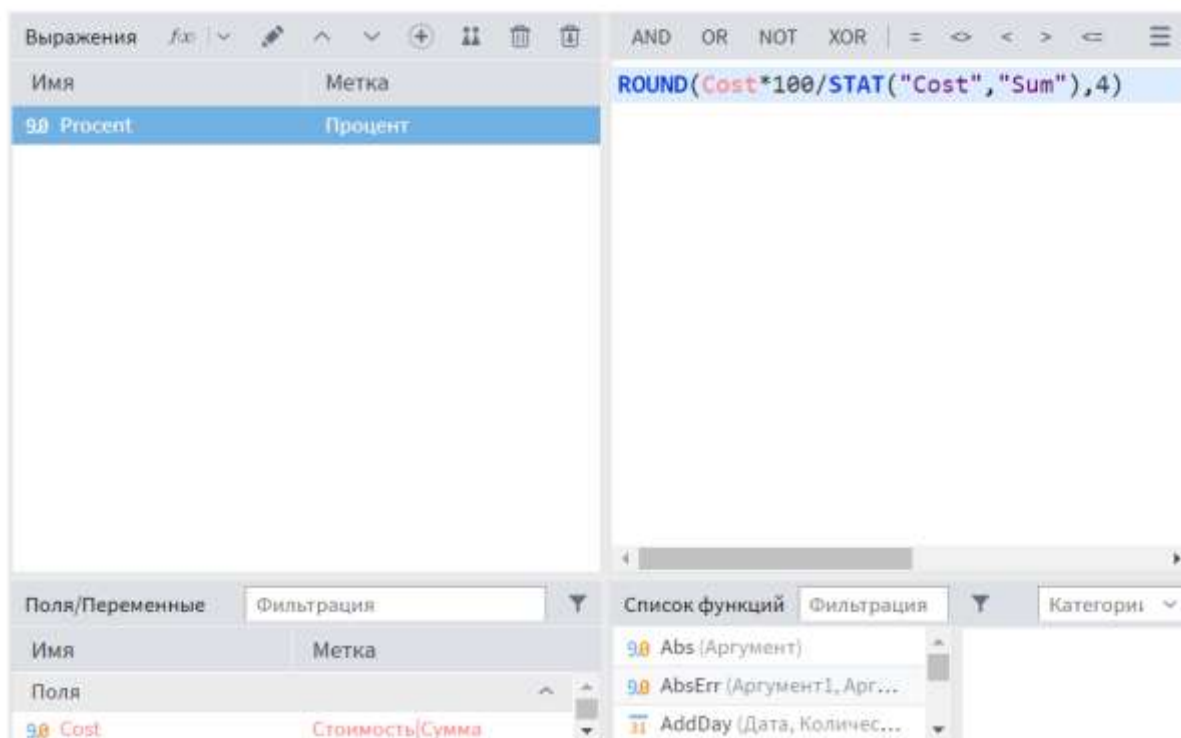 Выражения
Имя Метка
9.0 Procent Процент
AND OR NOT XOR = <> < > <=
ROUND(Cost*100/STAT("Cost","Sum"),4)
Поля/Переменные Фильтрация
Имя Метка
Поля
9.0 Cost Стоимость|Сумма
Список функций Фильтрация Категори
9.0 Abs (Аргумент)
9.0 AbsErr (Аргумент1, Арг...
31 AddDay (Дата, Количес...